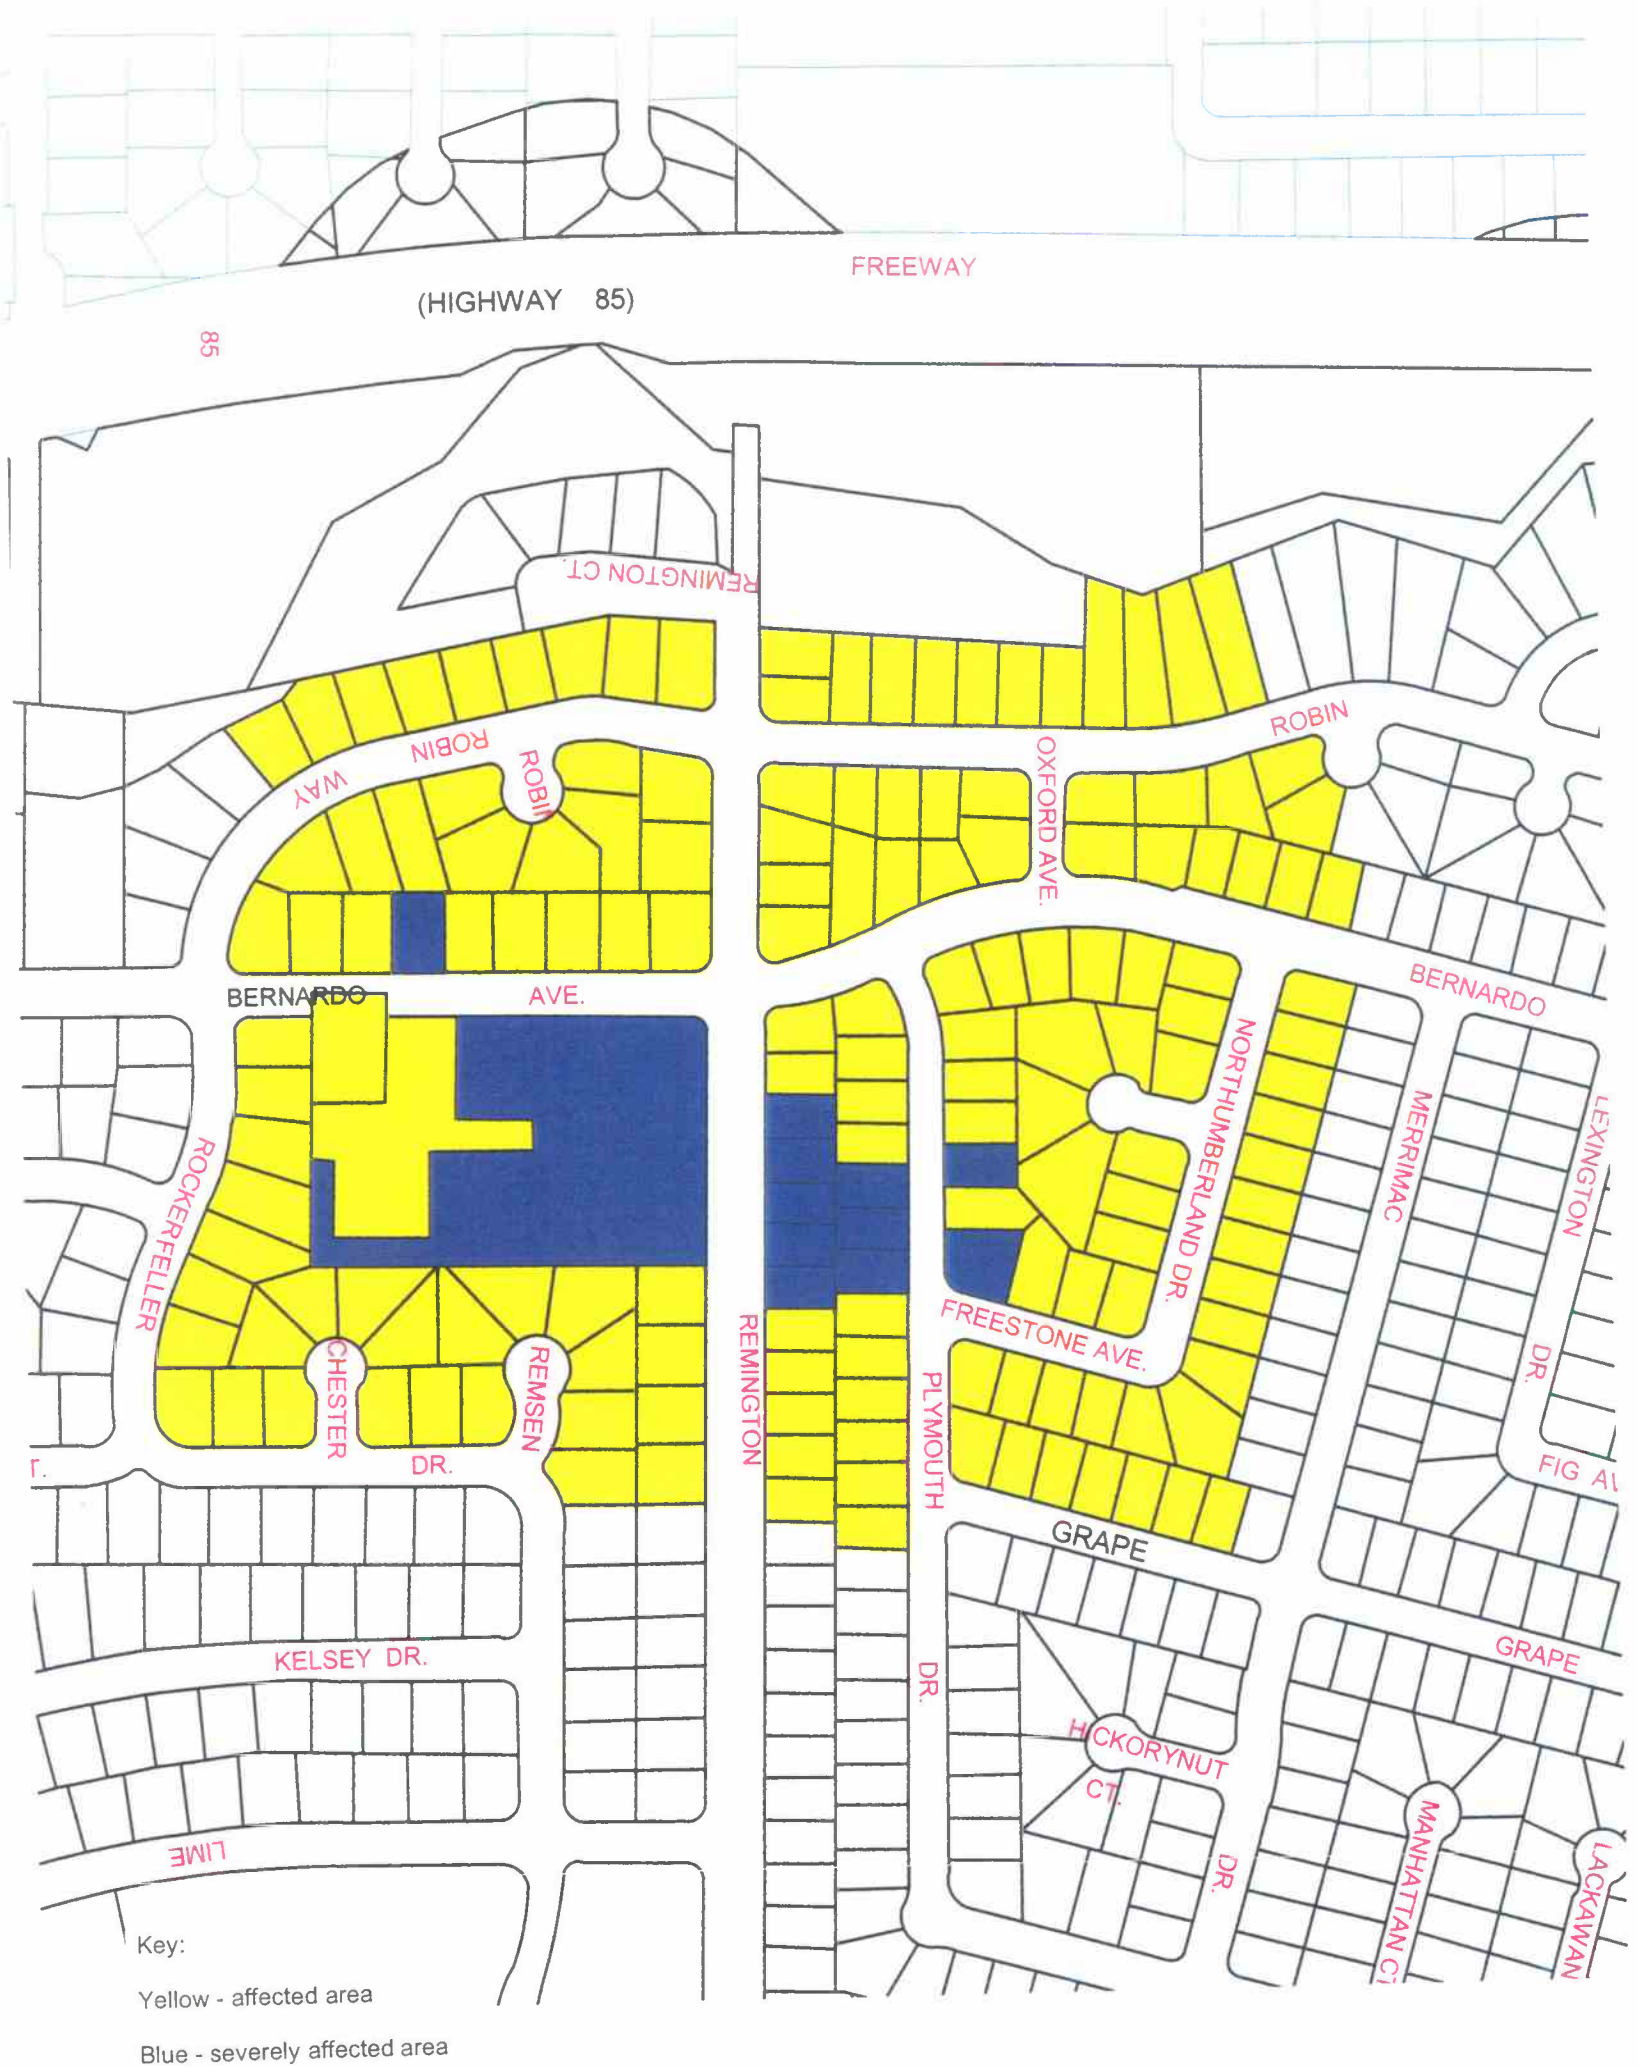 FREEWAY
(HIGHWAY 85)
85
REMINGTON CT.
ROBIN
ROBIN
WAY
ROBIN
OXFORD AVE.
BERNARDO
AVE.
BERNARDO
NORTHUMBERLAND DR.
MERRIMAC
LEXINGTON
DR.
ROCKERFELLER
FREESTONE AVE.
REMINGTON
CHESTER
REMSEN
PLYMOUTH
DR.
T.
DR.
FIG AV
GRAPE
GRAPE
KELSEY DR.
HICKORYNUT
CT.
LIME
MANHATTAN CT
DR.
LACKAWAN
Key:
Yellow - affected area
Blue - severely affected area